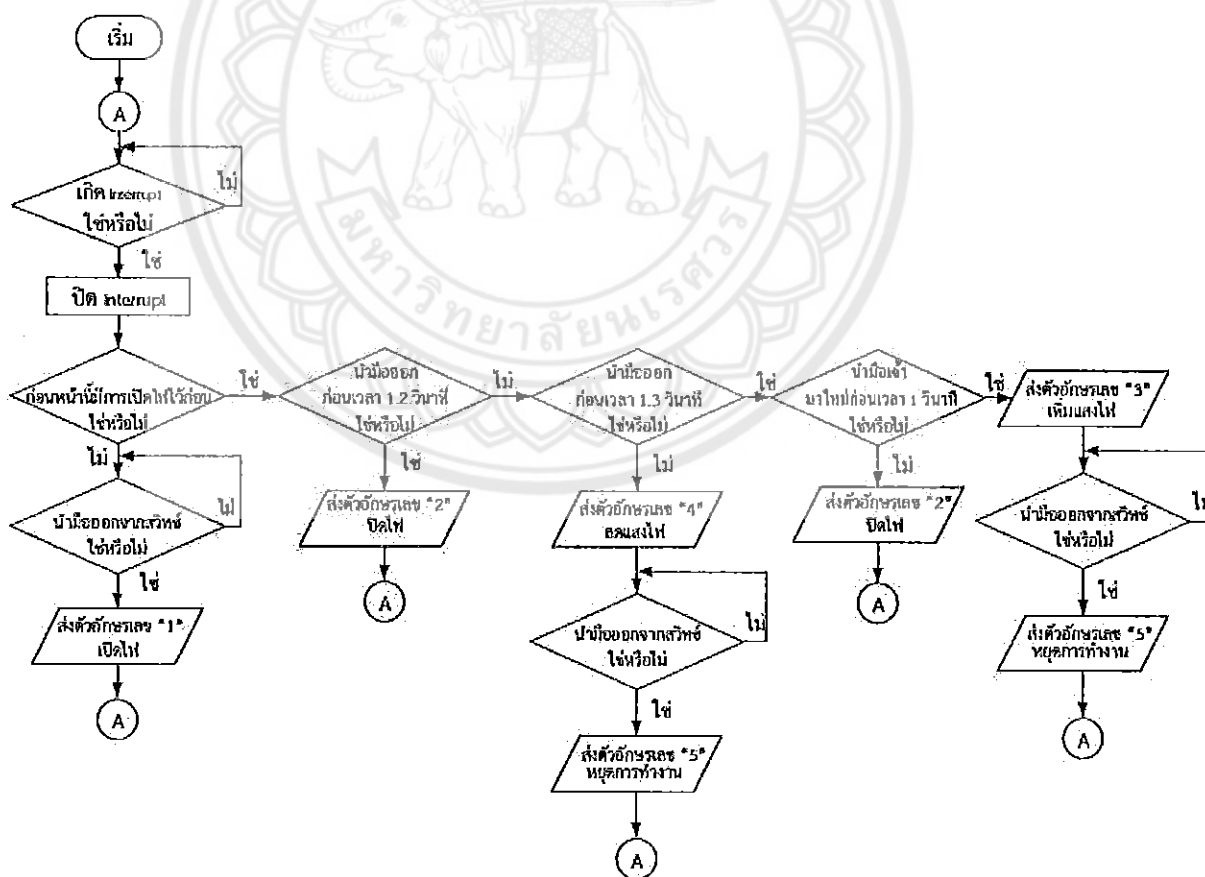 เริ่ม
A
เกิด Interrupt
ใช่หรือไม่
ไม่
ใช่
ปิด Interrupt
ก่อนหน้านี้มีการเปิดไฟไว้ก่อน
ใช่หรือไม่
ใช่
นำมือออก
ก่อนเวลา 1.2 วินาที
ใช่หรือไม่
ไม่
นำมือออก
ก่อนเวลา 1.3 วินาที
ใช่หรือไม่
ใช่
นำมือเข้า
มาใหม่ก่อนเวลา 1 วินาที
ใช่หรือไม่
ใช่
ส่งตัวอักษรเลข "3"
เพิ่มแสงไฟ
ไม่
นำมือออกจากสวิทซ์
ใช่หรือไม่
ไม่
ใช่
ส่งตัวอักษรเลข "1"
เปิดไฟ
A
ใช่
ส่งตัวอักษรเลข "2"
ปิดไฟ
A
ไม่
ส่งตัวอักษรเลข "4"
ลดแสงไฟ
นำมือออกจากสวิทซ์
ใช่หรือไม่
ไม่
ใช่
ส่งตัวอักษรเลข "5"
หยุดการทำงาน
A
ไม่
ส่งตัวอักษรเลข "2"
ปิดไฟ
A
นำมือออกจากสวิทซ์
ใช่หรือไม่
ไม่
ใช่
ส่งตัวอักษรเลข "5"
หยุดการทำงาน
A
มหาวิทยาลัยนเรศวร